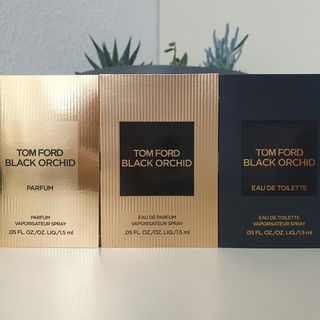 TOM FORD
BLACK ORCHID
PARFUM
PARFUM
VAPORISATEUR SPRAY
.05 FL. OZ./OZ. LIQ./1.5 ml
TOM FORD
BLACK ORCHID
EAU DE PARFUM
VAPORISATEUR SPRAY
.05 FL. OZ./OZ. LIQ./1.5 ml
TOM FORD
BLACK ORCHID
EAU DE TOILETTE
EAU DE TOILETTE
VAPORISATEUR SPRAY
.05 FL. OZ./OZ. LIQ./1.5 ml